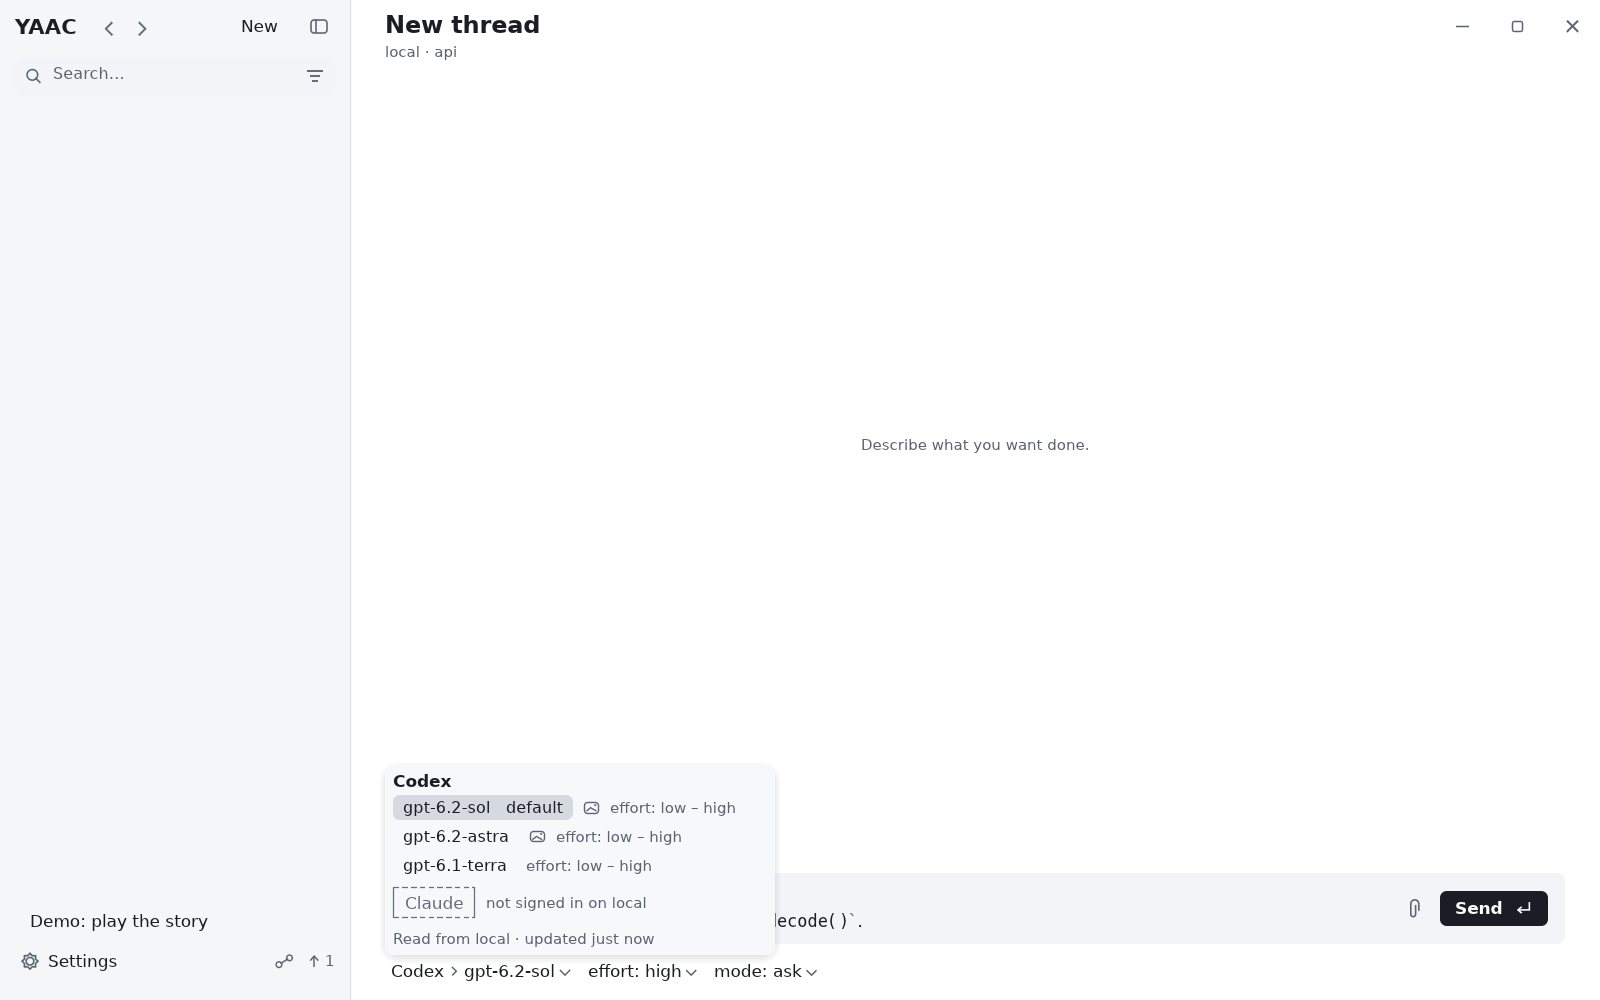 YAAC
New
Search...
New thread
local · api
Describe what you want done.
Codex
gpt-6.2-sol default effort: low – high
gpt-6.2-astra effort: low – high
gpt-6.1-terra effort: low – high
Claude not signed in on local
Read from local · updated just now
ecode()`.
Send
Demo: play the story
Settings
1
Codex > gpt-6.2-sol effort: high mode: ask